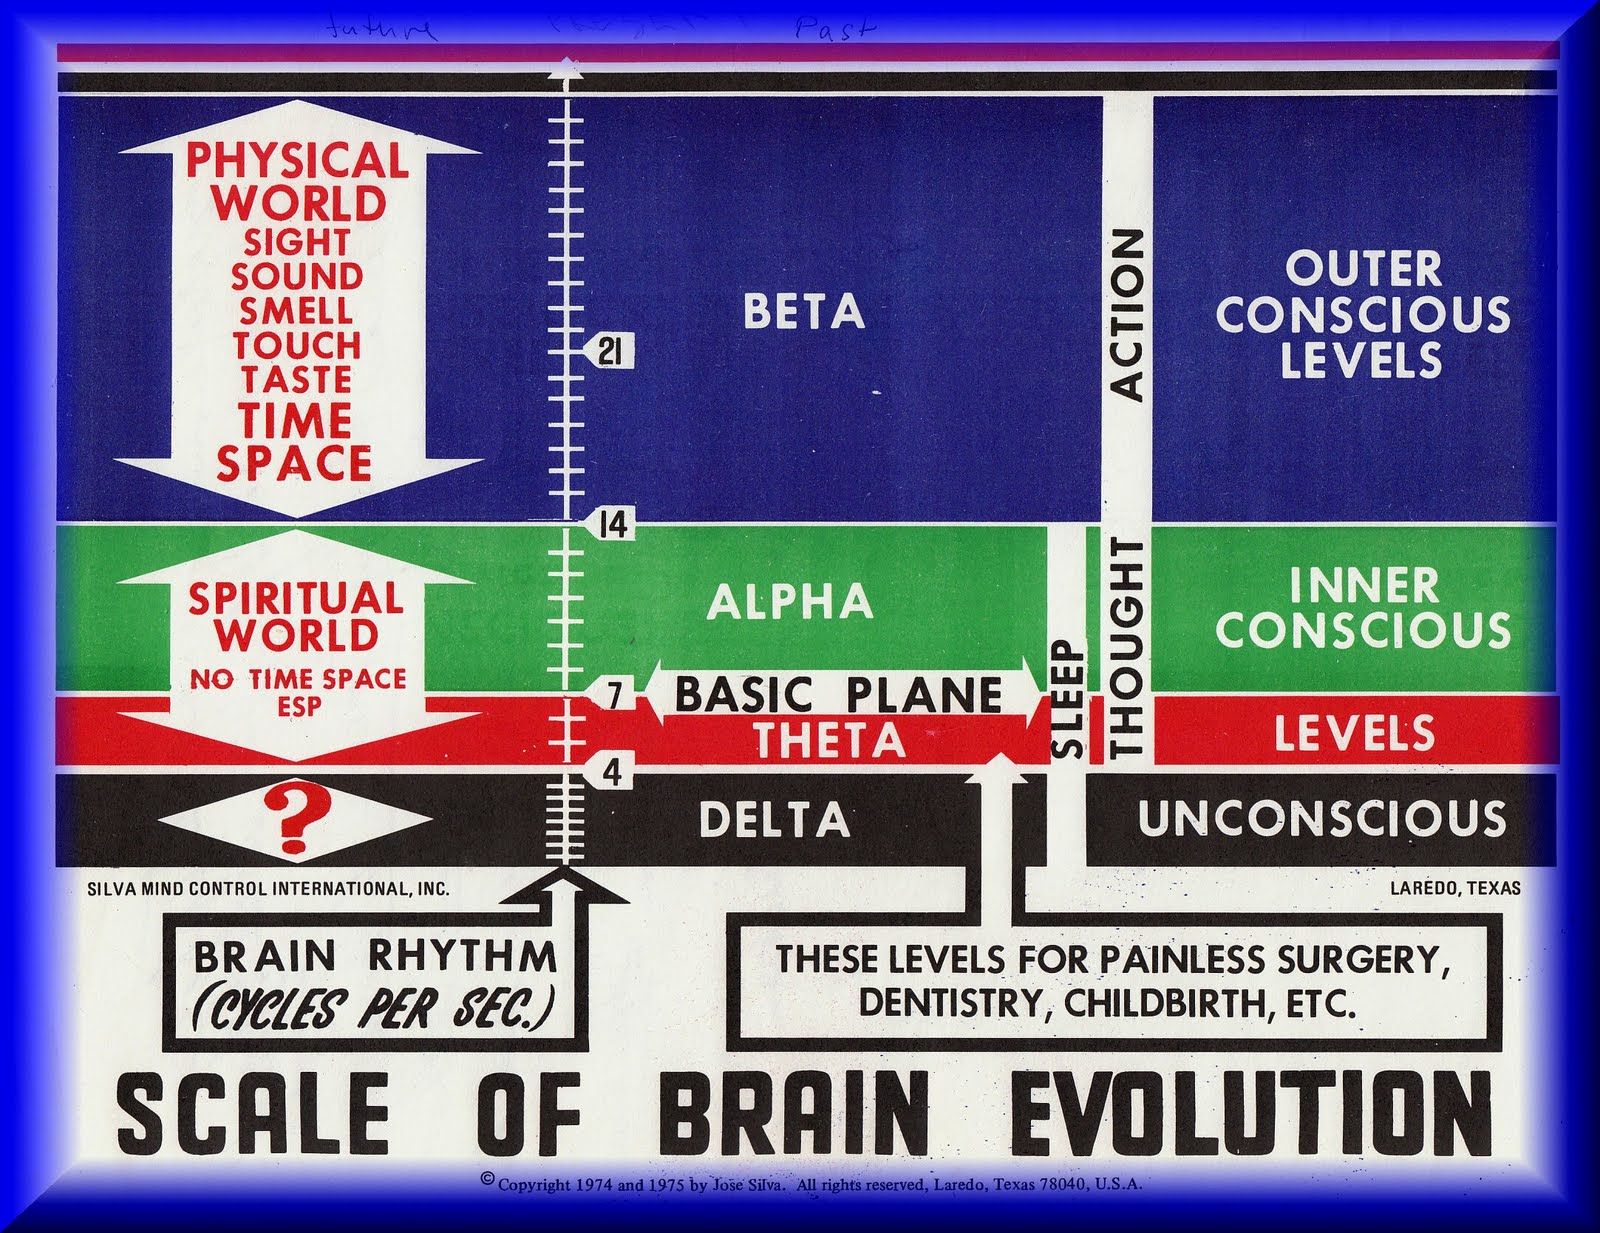 future
Past
PHYSICAL
WORLD
SIGHT
SOUND
SMELL
TOUCH
TASTE
TIME
SPACE
21
BETA
ACTION
OUTER
CONSCIOUS
LEVELS
14
SPIRITUAL
WORLD
NO TIME SPACE
ESP
ALPHA
7
BASIC PLANE
THETA
SLEEP
THOUGHT
INNER
CONSCIOUS
LEVELS
4
?
DELTA
UNCONSCIOUS
SILVA MIND CONTROL INTERNATIONAL, INC.
LAREDO, TEXAS
BRAIN RHYTHM
(CYCLES PER SEC.)
THESE LEVELS FOR PAINLESS SURGERY,
DENTISTRY, CHILDBIRTH, ETC.
SCALE OF BRAIN EVOLUTION
© Copyright 1974 and 1975 by Jose Silva. All rights reserved, Laredo, Texas 78040, U.S.A.